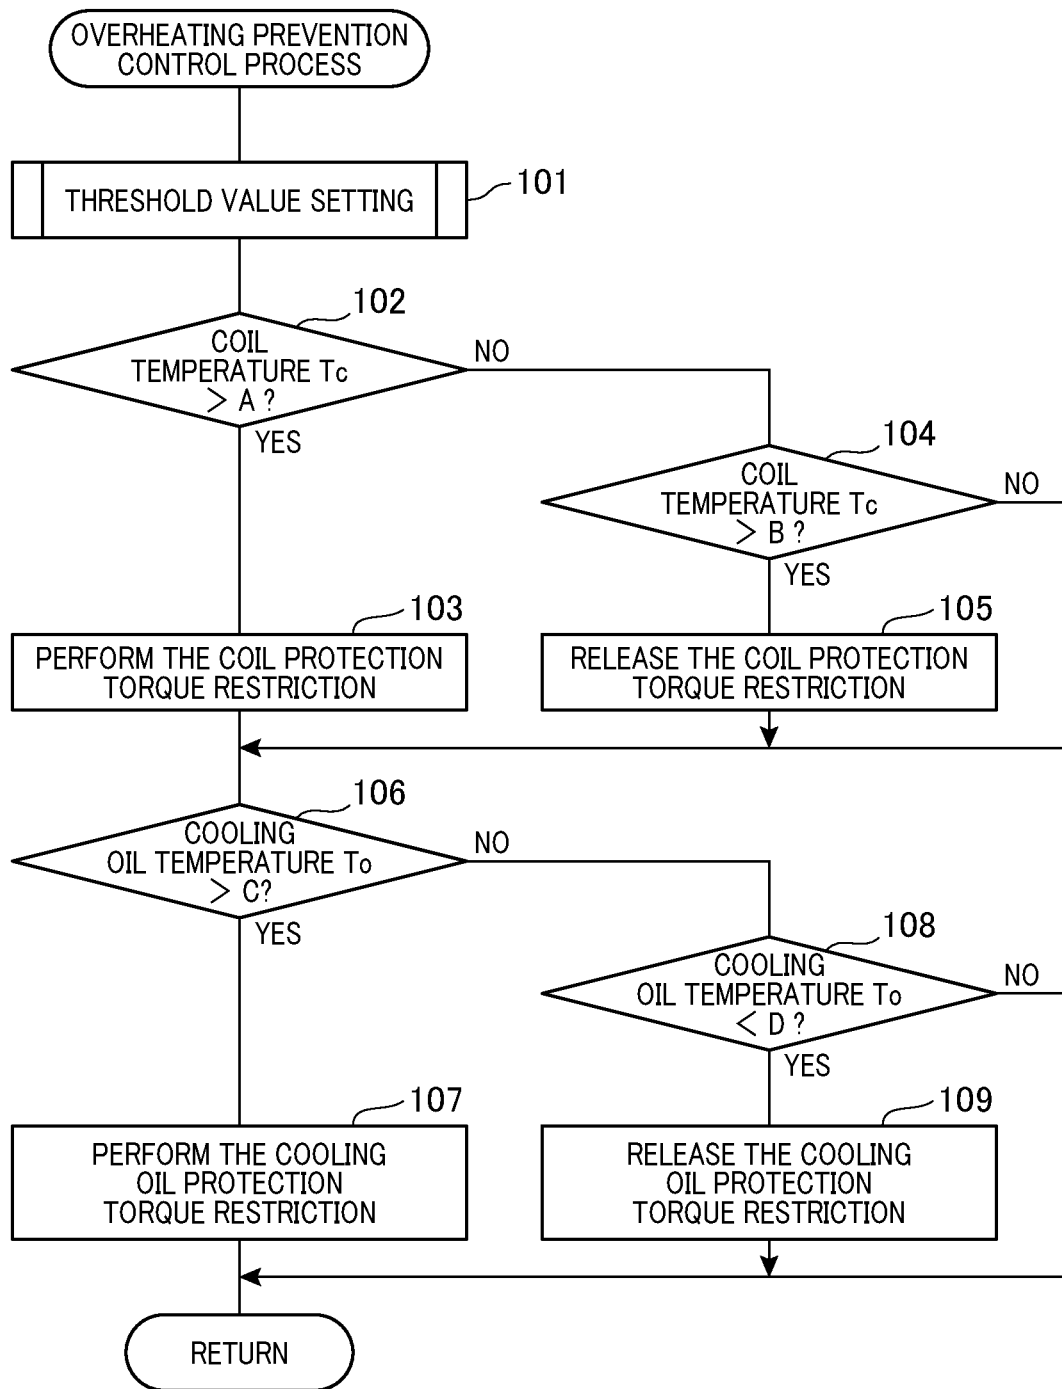 OVERHEATING PREVENTION
CONTROL PROCESS
THRESHOLD VALUE SETTING
101
102
COIL
TEMPERATURE Tc
> A ?
NO
YES
104
COIL
TEMPERATURE Tc
> B ?
NO
YES
103
PERFORM THE COIL PROTECTION
TORQUE RESTRICTION
105
RELEASE THE COIL PROTECTION
TORQUE RESTRICTION
106
COOLING
OIL TEMPERATURE To
> C?
NO
YES
108
COOLING
OIL TEMPERATURE To
< D ?
NO
YES
107
PERFORM THE COOLING
OIL PROTECTION
TORQUE RESTRICTION
109
RELEASE THE COOLING
OIL PROTECTION
TORQUE RESTRICTION
RETURN